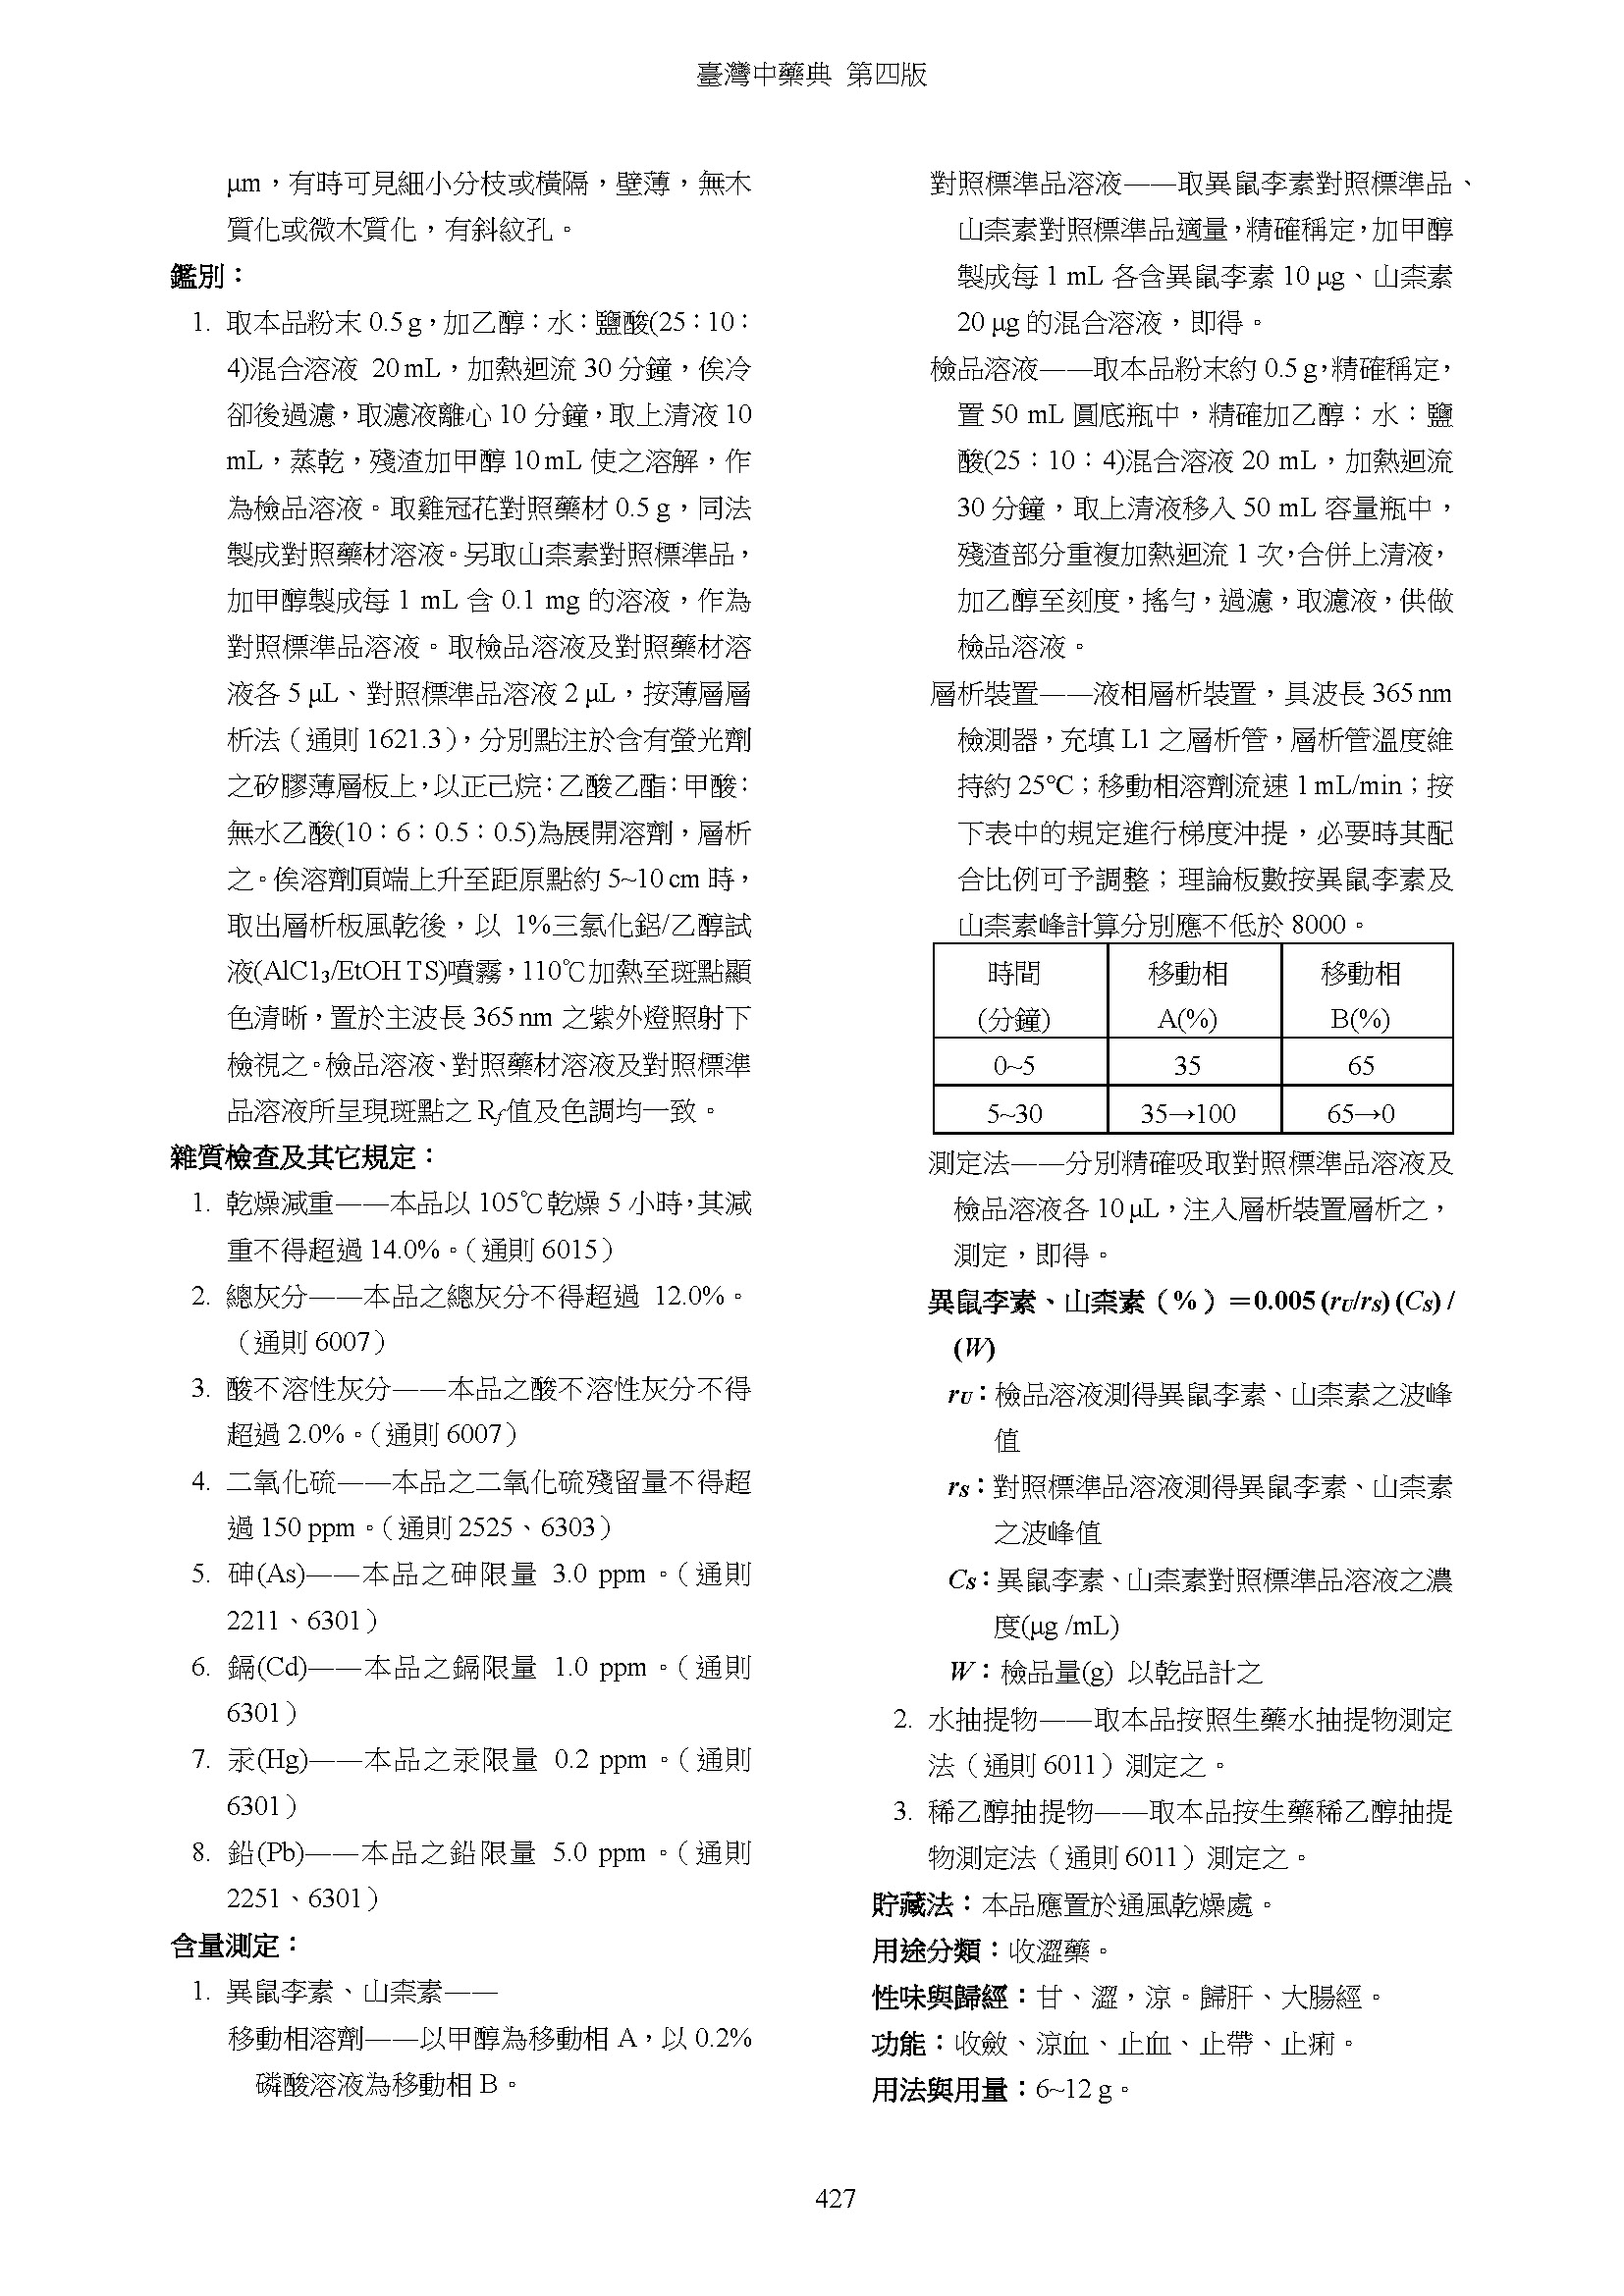 臺灣中藥典 第四版
μm，有時可見細小分枝或橫隔，壁薄，無木
質化或微木質化，有斜紋孔。
鑑別：
1. 取本品粉末 0.5 g，加乙醇：水：鹽酸(25：10：
4)混合溶液 20 mL，加熱迴流 30 分鐘，俟冷
卻後過濾，取濾液離心 10 分鐘，取上清液 10
mL，蒸乾，殘渣加甲醇 10 mL 使之溶解，作
為檢品溶液。取雞冠花對照藥材 0.5 g，同法
製成對照藥材溶液。另取山柰素對照標準品，
加甲醇製成每 1 mL 含 0.1 mg 的溶液，作為
對照標準品溶液。取檢品溶液及對照藥材溶
液各 5 μL、對照標準品溶液 2 μL，按薄層層
析法（通則 1621.3），分別點注於含有螢光劑
之矽膠薄層板上，以正己烷：乙酸乙酯：甲酸：
無水乙酸(10：6：0.5：0.5)為展開溶劑，層析
之。俟溶劑頂端上升至距原點約 5~10 cm 時，
取出層析板風乾後，以 1%三氯化鋁/乙醇試
液(AlC1₃/EtOH TS)噴霧，110℃加熱至斑點顯
色清晰，置於主波長 365 nm 之紫外燈照射下
檢視之。檢品溶液、對照藥材溶液及對照標準
品溶液所呈現斑點之 Rf值及色調均一致。
雜質檢查及其它規定：
1. 乾燥減重——本品以 105℃乾燥 5 小時，其減
重不得超過 14.0%。（通則 6015）
2. 總灰分——本品之總灰分不得超過 12.0%。
（通則 6007）
3. 酸不溶性灰分——本品之酸不溶性灰分不得
超過 2.0%。（通則 6007）
4. 二氧化硫——本品之二氧化硫殘留量不得超
過 150 ppm。（通則 2525、6303）
5. 砷(As)——本品之砷限量 3.0 ppm。（通則
2211、6301）
6. 鎘(Cd)——本品之鎘限量 1.0 ppm。（通則
6301）
7. 汞(Hg)——本品之汞限量 0.2 ppm。（通則
6301）
8. 鉛(Pb)——本品之鉛限量 5.0 ppm。（通則
2251、6301）
含量測定：
1. 異鼠李素、山柰素——
移動相溶劑——以甲醇為移動相 A，以 0.2%
磷酸溶液為移動相 B。
對照標準品溶液——取異鼠李素對照標準品、
山柰素對照標準品適量，精確稱定，加甲醇
製成每 1 mL 各含異鼠李素 10 μg、山柰素
20 μg 的混合溶液，即得。
檢品溶液——取本品粉末約 0.5 g，精確稱定，
置 50 mL 圓底瓶中，精確加乙醇：水：鹽
酸(25：10：4)混合溶液 20 mL，加熱迴流
30 分鐘，取上清液移入 50 mL 容量瓶中，
殘渣部分重複加熱迴流 1 次，合併上清液，
加乙醇至刻度，搖勻，過濾，取濾液，供做
檢品溶液。
層析裝置——液相層析裝置，具波長 365 nm
檢測器，充填 L1 之層析管，層析管溫度維
持約 25℃；移動相溶劑流速 1 mL/min；按
下表中的規定進行梯度沖提，必要時其配
合比例可予調整；理論板數按異鼠李素及
山柰素峰計算分別應不低於 8000。
時間 移動相 移動相
(分鐘) A(%) B(%)
0~5 35 65
5~30 35→100 65→0
測定法——分別精確吸取對照標準品溶液及
檢品溶液各 10 μL，注入層析裝置層析之，
測定，即得。
異鼠李素、山柰素（%）＝0.005 (rU/rS) (CS) /
(W)
rU：檢品溶液測得異鼠李素、山柰素之波峰
值
rS：對照標準品溶液測得異鼠李素、山柰素
之波峰值
CS：異鼠李素、山柰素對照標準品溶液之濃
度(μg /mL)
W：檢品量(g) 以乾品計之
2. 水抽提物——取本品按照生藥水抽提物測定
法（通則 6011）測定之。
3. 稀乙醇抽提物——取本品按生藥稀乙醇抽提
物測定法（通則 6011）測定之。
貯藏法：本品應置於通風乾燥處。
用途分類：收澀藥。
性味與歸經：甘、澀，涼。歸肝、大腸經。
功能：收斂、涼血、止血、止帶、止痢。
用法與用量：6~12 g。
427